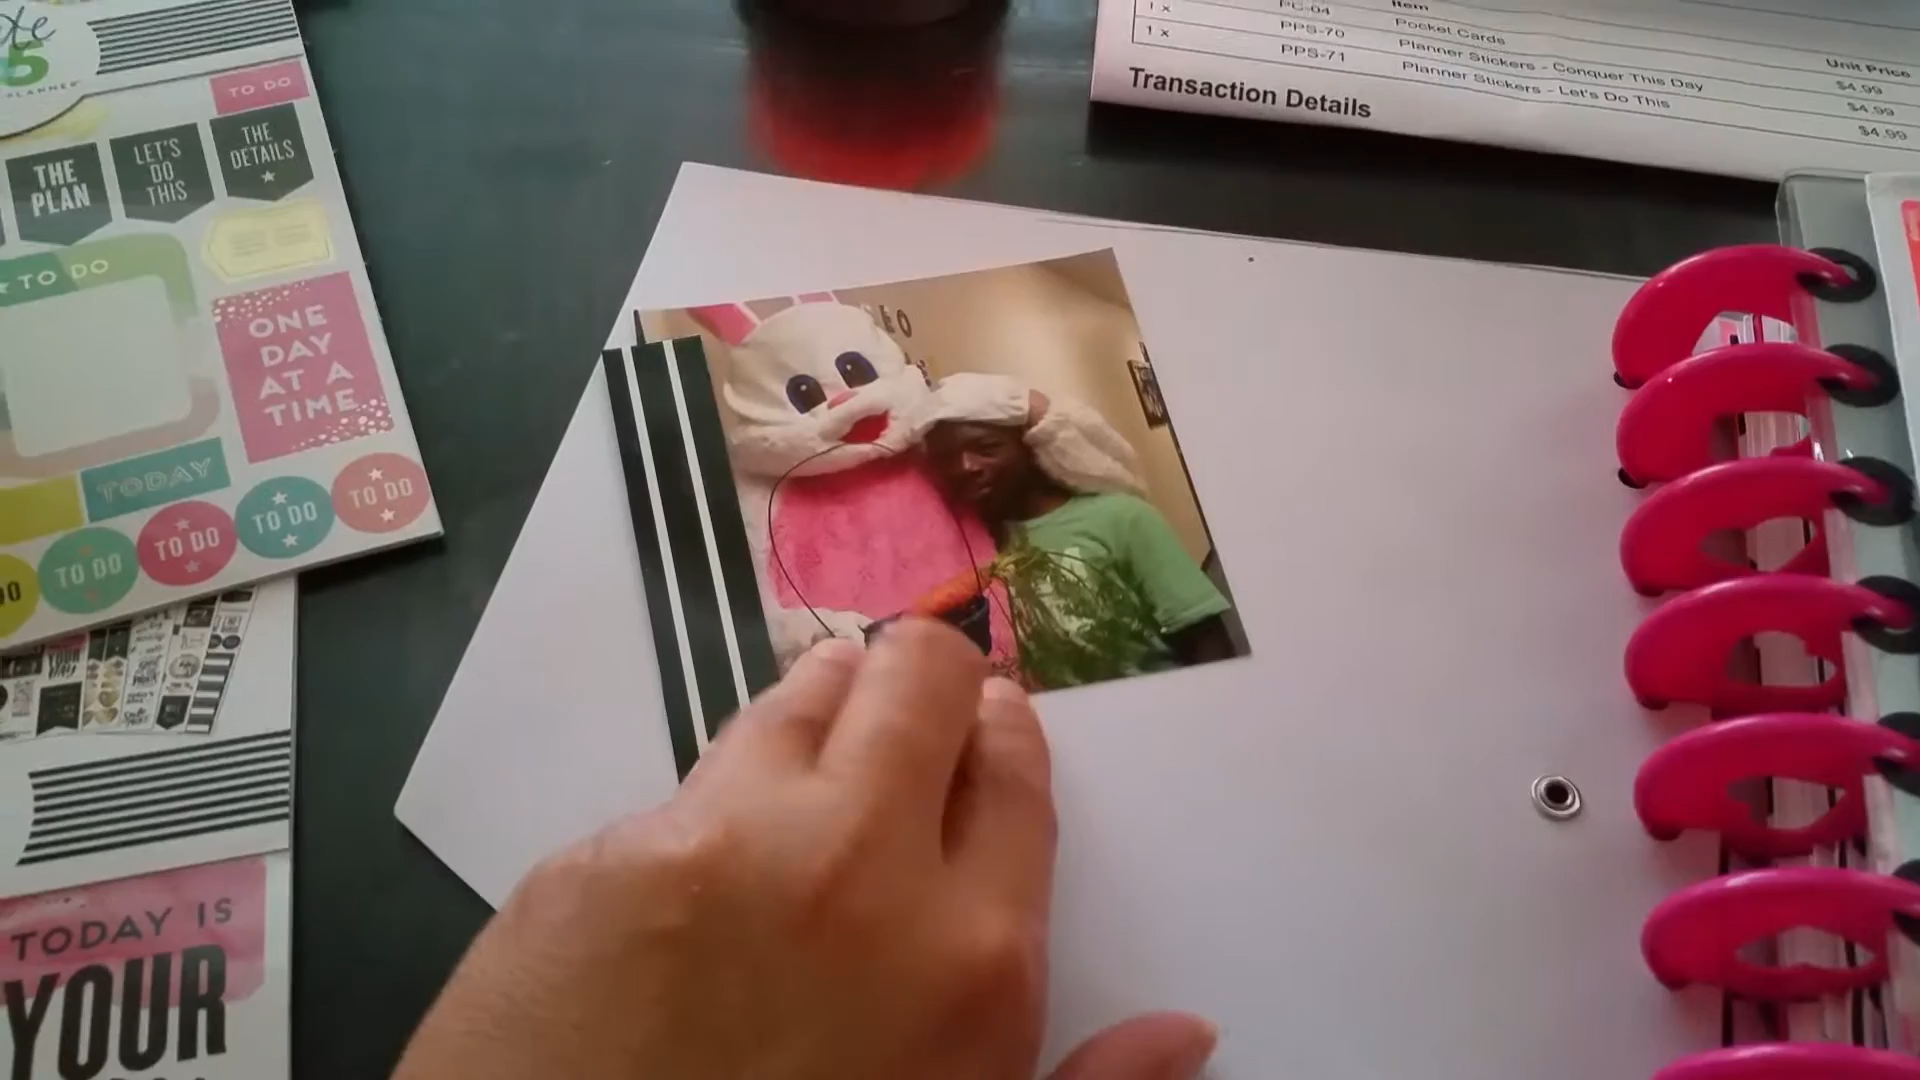 5
PLANNER
TO DO
THE
PLAN
LET'S
DO
THIS
THE
DETAILS
TO DO
ONE
DAY
AT A
TIME
TODAY
TO DO
TO DO
TO DO
TO DO
TODAY IS
YOUR
Item
Unit Price
1 x PC-04 Pocket Cards $4.99
1 x PPS-70 Planner Stickers - Conquer This Day $4.99
PPS-71 Planner Stickers - Let's Do This $4.99
Transaction Details